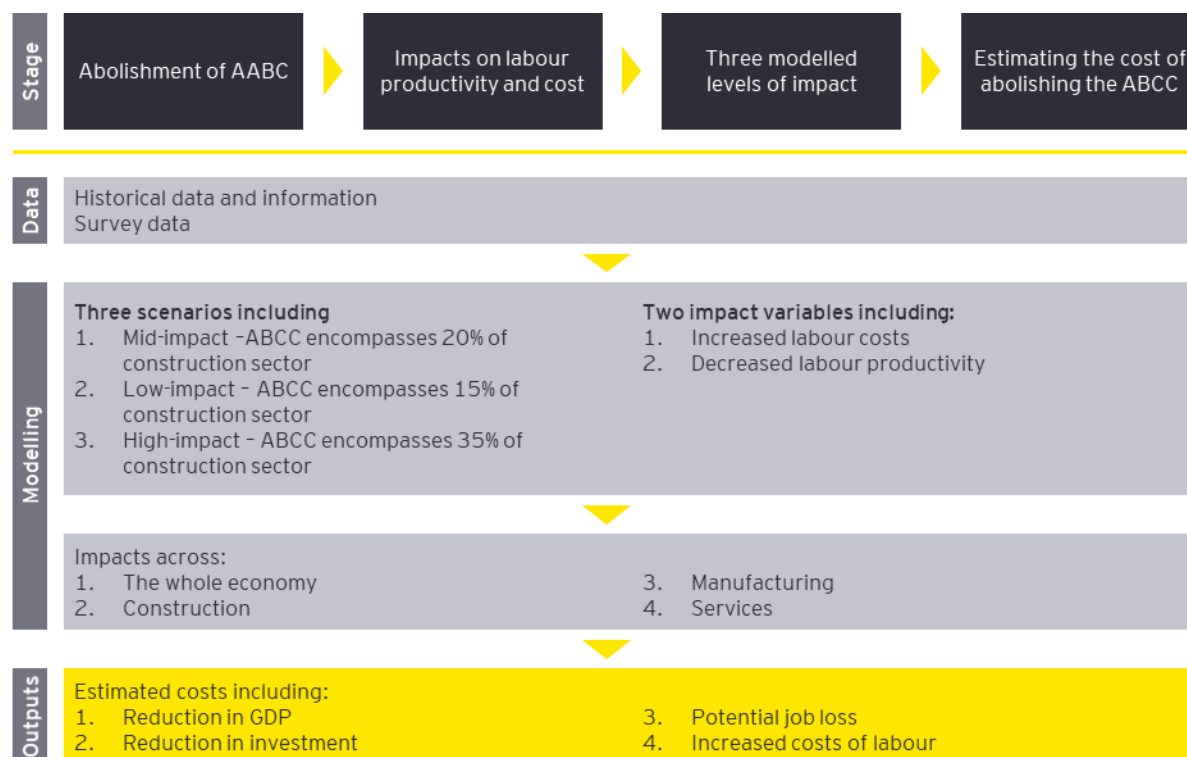 Stage
Abolishment of AABC
Impacts on labour
productivity and cost
Three modelled
levels of impact
Estimating the cost of
abolishing the ABCC
Data
Historical data and information
Survey data
Modelling
Three scenarios including
1. Mid-impact –ABCC encompasses 20% of
construction sector
2. Low-impact – ABCC encompasses 15% of
construction sector
3. High-impact – ABCC encompasses 35% of
construction sector
Two impact variables including:
1. Increased labour costs
2. Decreased labour productivity
Impacts across:
1. The whole economy
2. Construction
3. Manufacturing
4. Services
Outputs
Estimated costs including:
1. Reduction in GDP
2. Reduction in investment
3. Potential job loss
4. Increased costs of labour